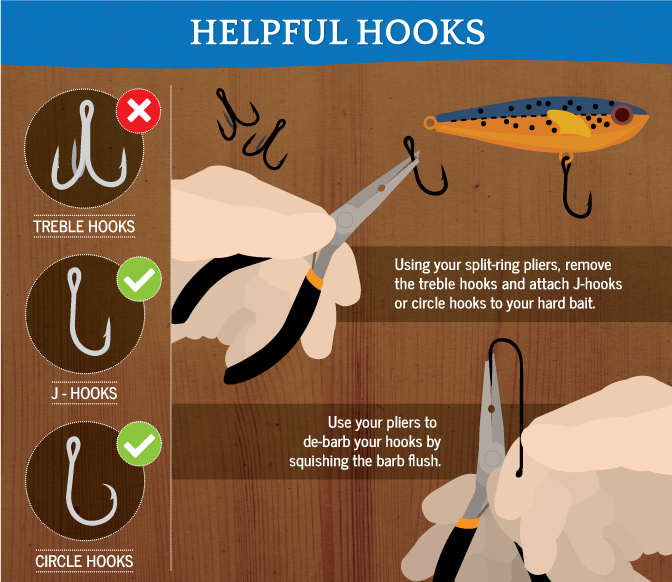 HELPFUL HOOKS
TREBLE HOOKS
J - HOOKS
CIRCLE HOOKS
Using your split-ring pliers, remove
the treble hooks and attach J-hooks
or circle hooks to your hard bait.
Use your pliers to
de-barb your hooks by
squishing the barb flush.